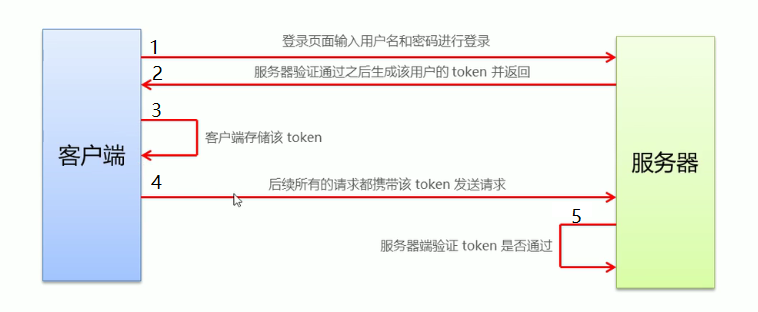 1
登录页面输入用户名和密码进行登录
2
服务器验证通过之后生成该用户的 token 并返回
3
客户端存储该 token
客户端
服务器
4
后续所有的请求都携带该 token 发送请求
5
服务器端验证 token 是否通过